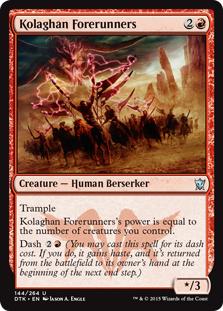 Kolaghan Forerunners 2
Creature — Human Berserker
Trample
Kolaghan Forerunners's power is equal to
the number of creatures you control.
Dash 2 (You may cast this spell for its dash
cost. If you do, it gains haste, and it's returned
from the battlefield to its owner's hand at the
beginning of the next end step.)
*/3
144/264 U
DTK • EN Jason A. Engle
™ & © 2015 Wizards of the Coast